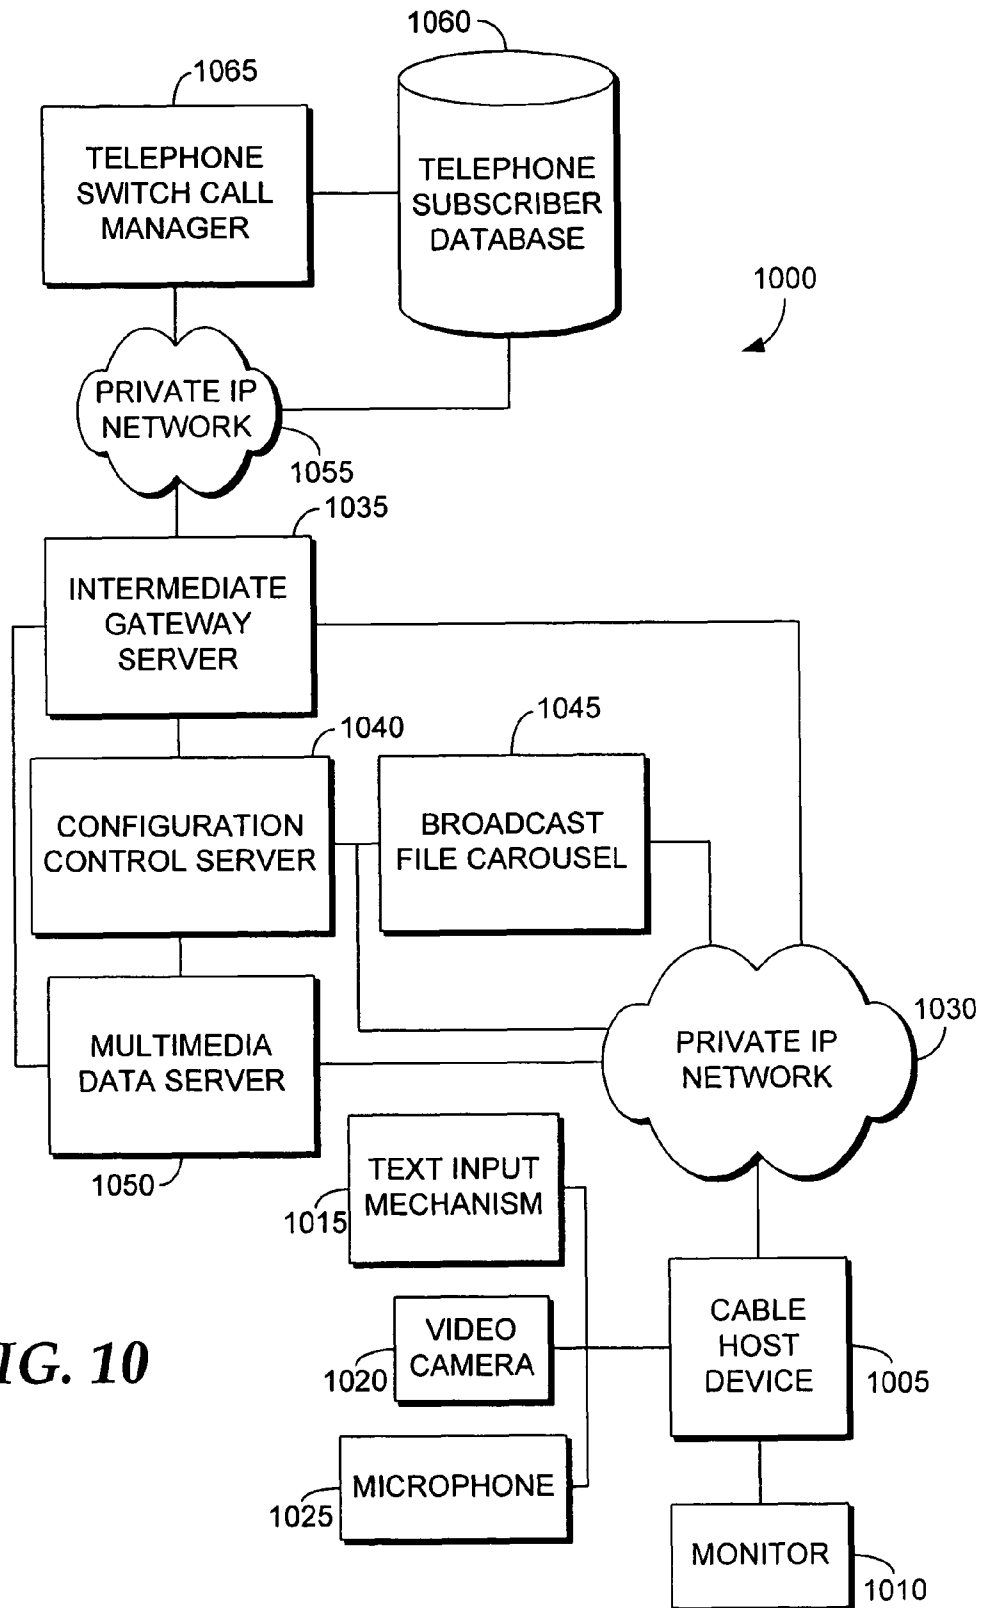 1060
1065
TELEPHONE
SWITCH CALL
MANAGER
TELEPHONE
SUBSCRIBER
DATABASE
1000
PRIVATE IP
NETWORK
1055
1035
INTERMEDIATE
GATEWAY
SERVER
1040
1045
CONFIGURATION
CONTROL SERVER
BROADCAST
FILE CAROUSEL
1030
PRIVATE IP
NETWORK
MULTIMEDIA
DATA SERVER
1050
TEXT INPUT
MECHANISM
1015
CABLE
HOST
DEVICE
1005
VIDEO
CAMERA
1020
IG. 10
MICROPHONE
1025
MONITOR
1010